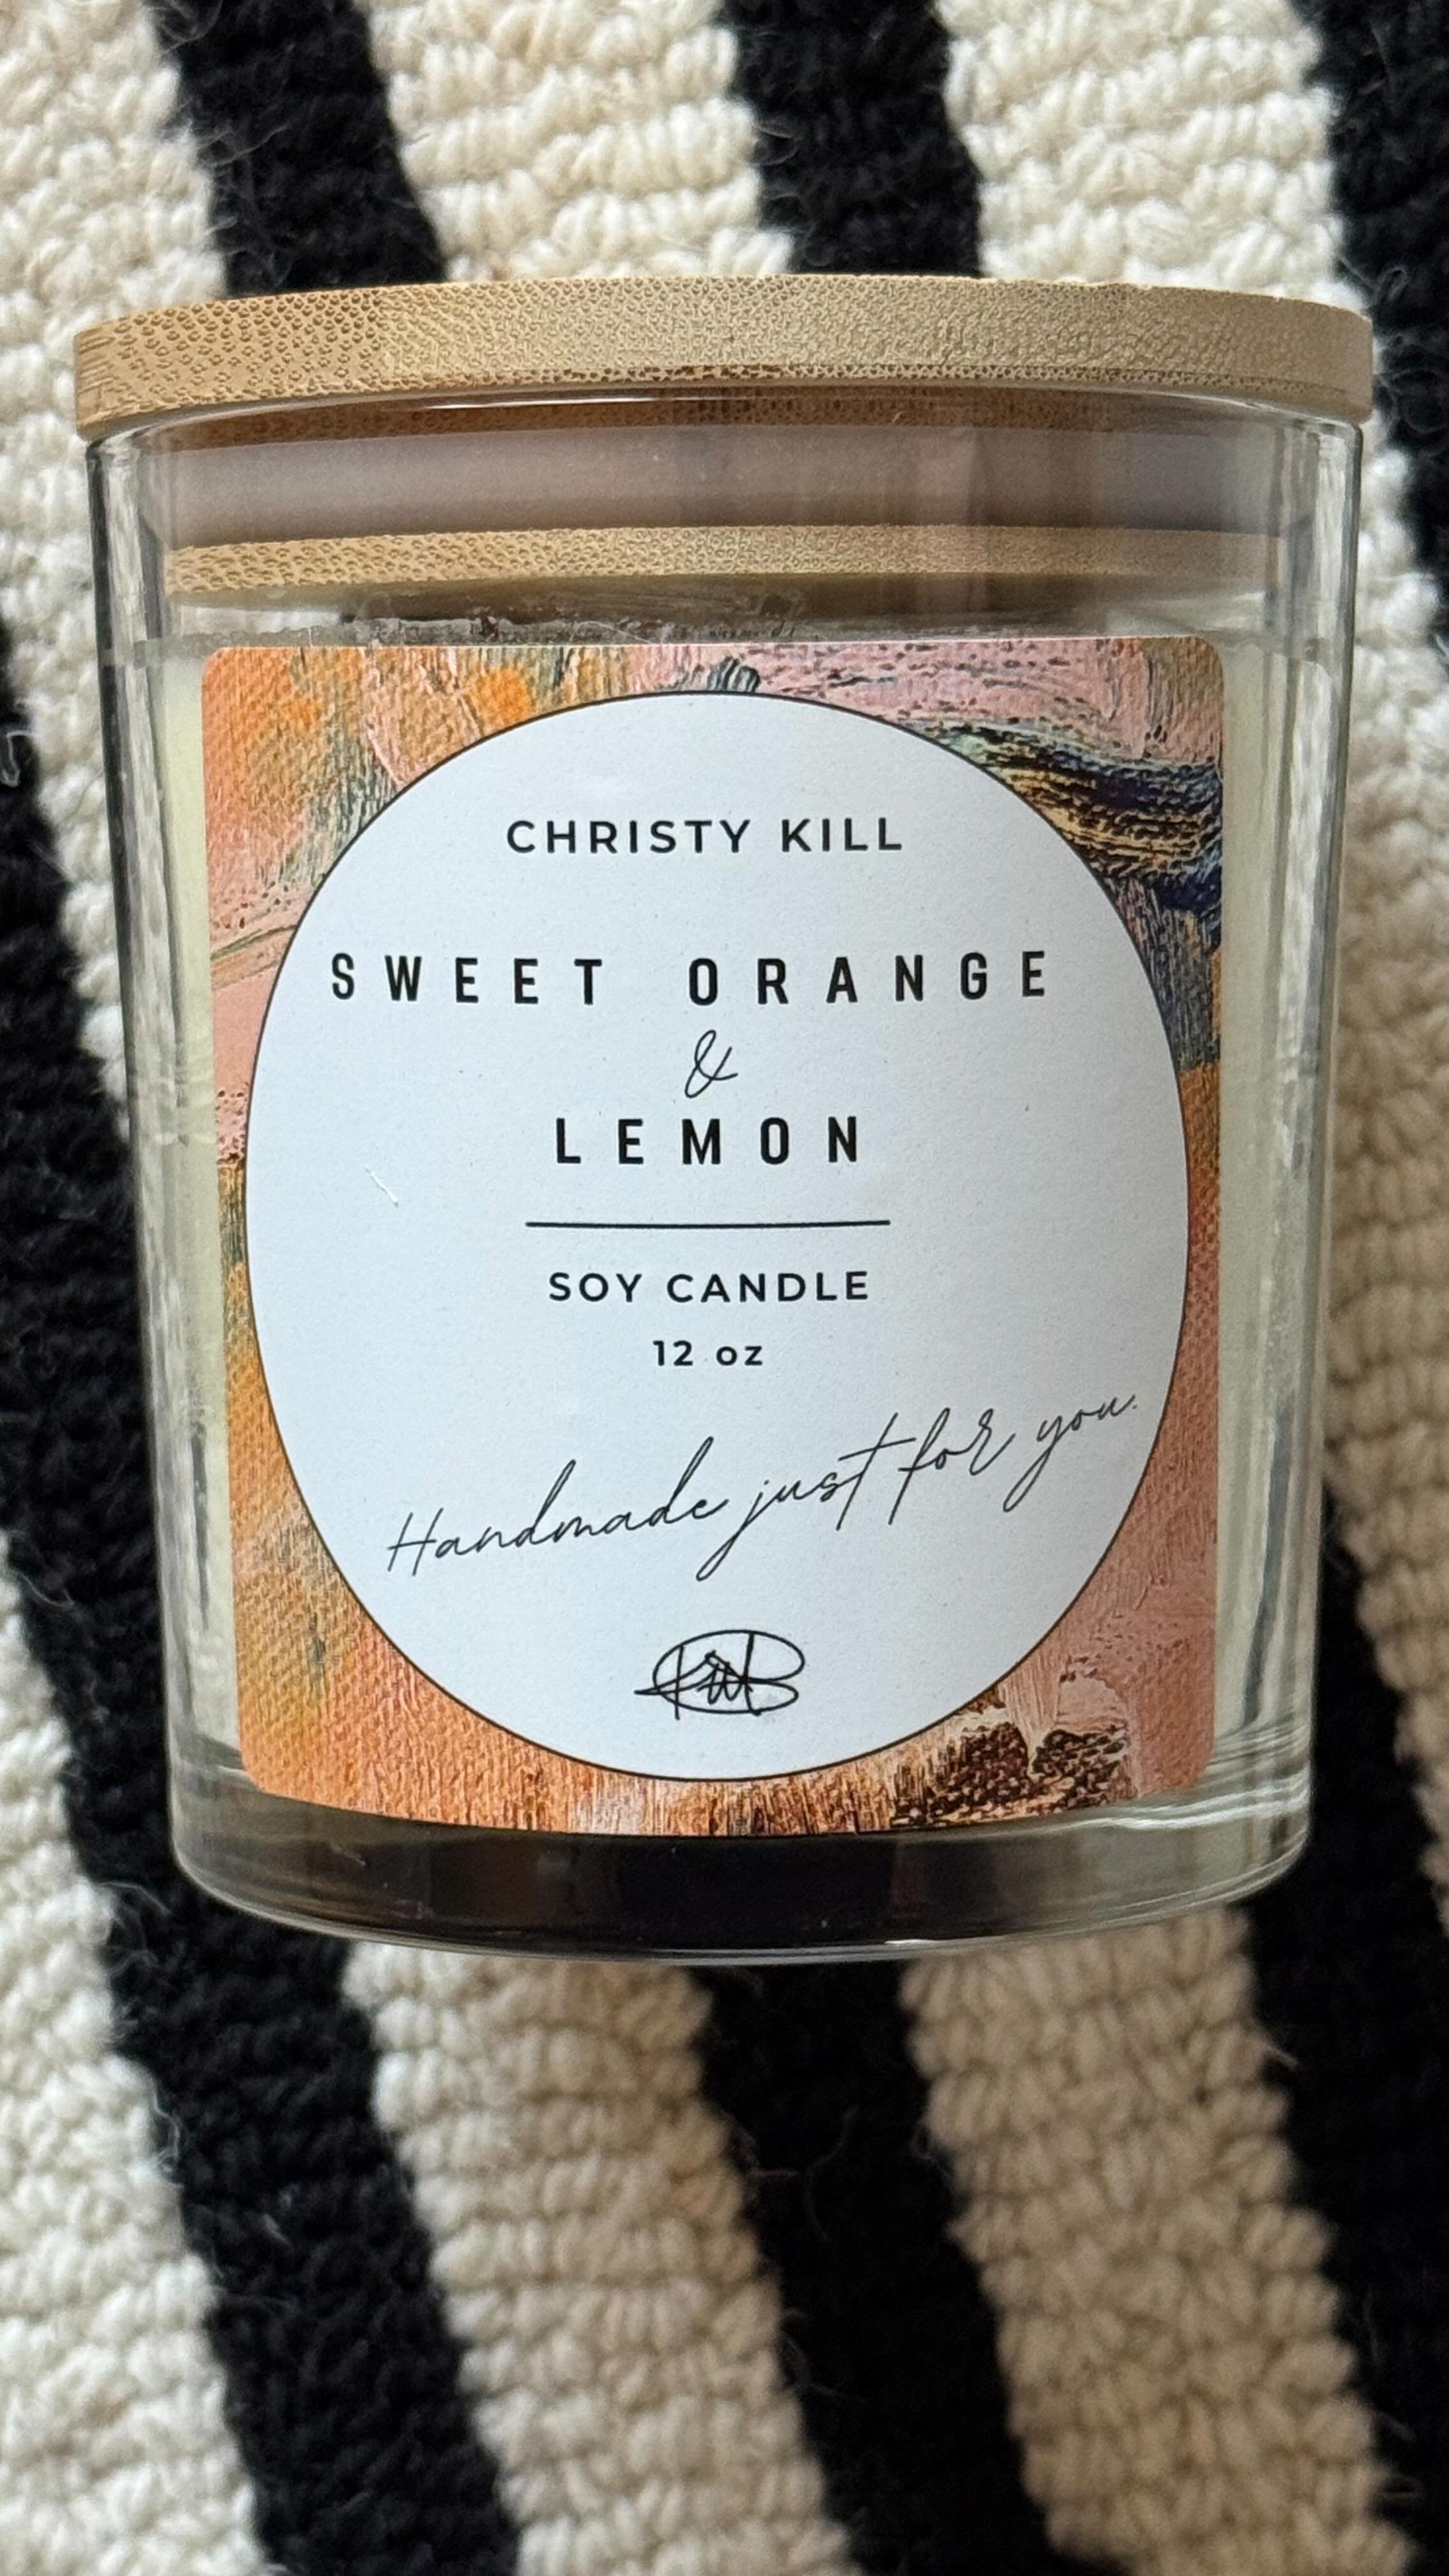 CHRISTY KILL
SWEET ORANGE
&
LEMON
SOY CANDLE
12 oz
Handmade just for you.